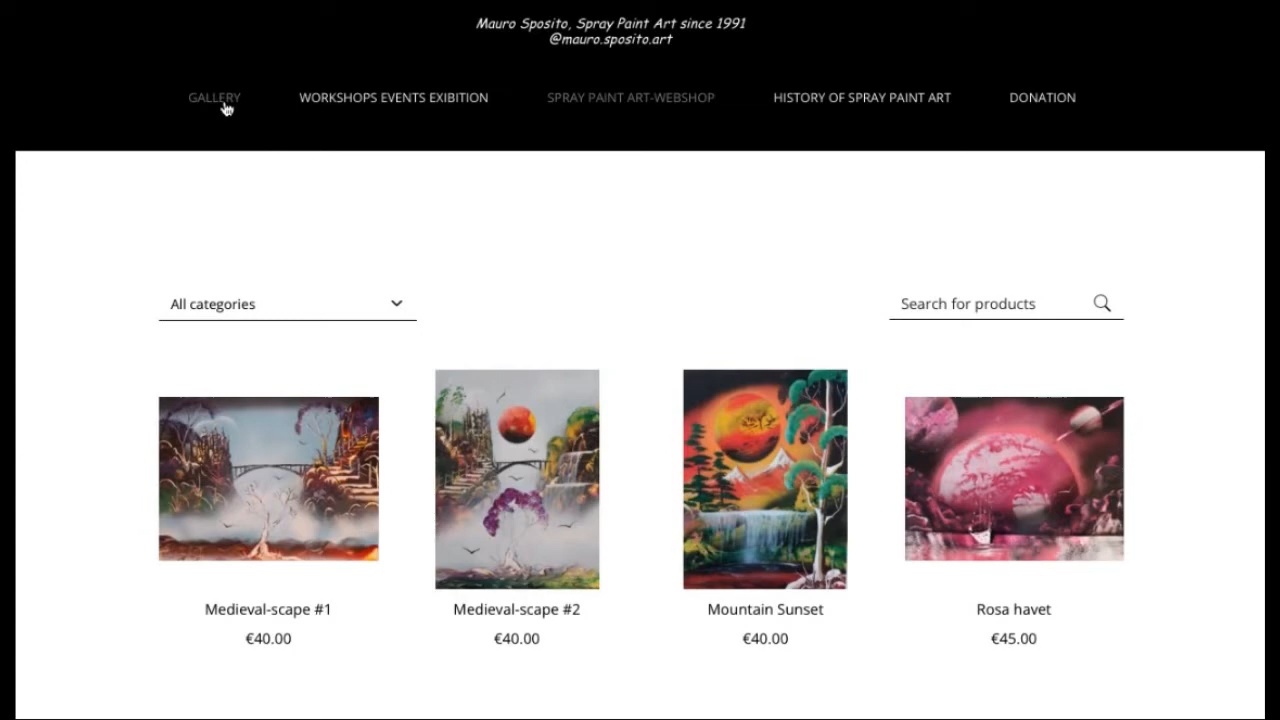 Mauro Sposito, Spray Paint Art since 1991
@mauro.sposito.art
GALLERY WORKSHOPS EVENTS EXIBITION SPRAY PAINT ART-WEBSHOP HISTORY OF SPRAY PAINT ART DONATION
All categories Search for products
Medieval-scape #1 Medieval-scape #2 Mountain Sunset Rosa havet
€40.00 €40.00 €40.00 €45.00